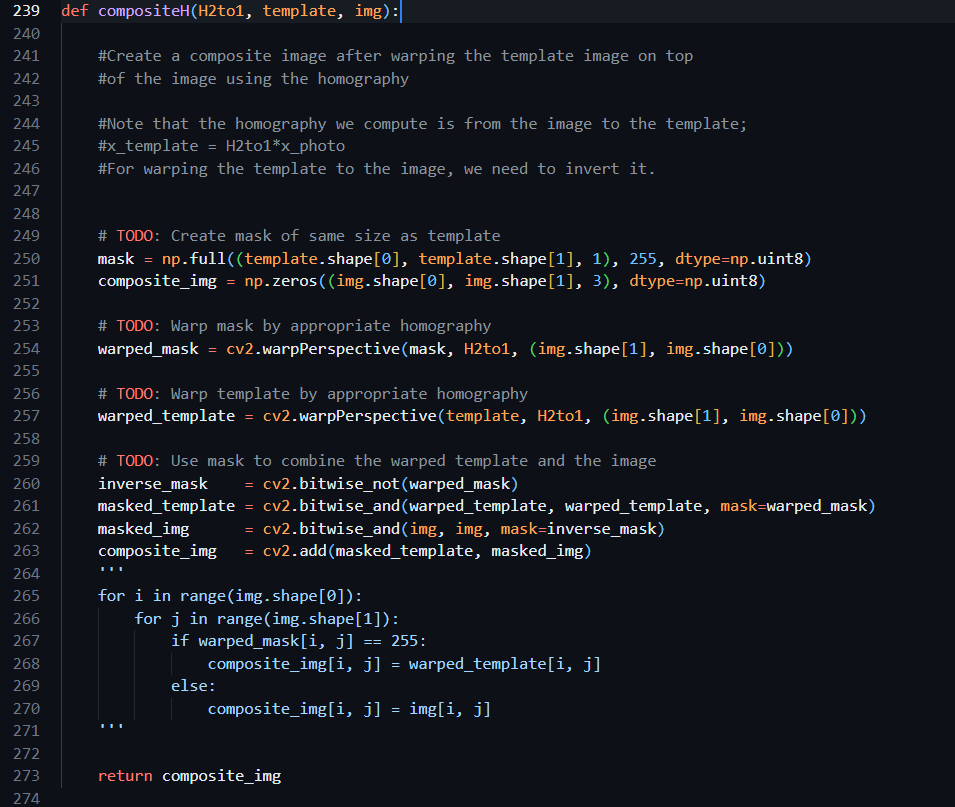 239 def compositeH(H2to1, template, img):
240
241     #Create a composite image after warping the template image on top
242     #of the image using the homography
243
244     #Note that the homography we compute is from the image to the template;
245     #x_template = H2to1*x_photo
246     #For warping the template to the image, we need to invert it.
247
248
249     # TODO: Create mask of same size as template
250     mask = np.full((template.shape[0], template.shape[1], 1), 255, dtype=np.uint8)
251     composite_img = np.zeros((img.shape[0], img.shape[1], 3), dtype=np.uint8)
252
253     # TODO: Warp mask by appropriate homography
254     warped_mask = cv2.warpPerspective(mask, H2to1, (img.shape[1], img.shape[0]))
255
256     # TODO: Warp template by appropriate homography
257     warped_template = cv2.warpPerspective(template, H2to1, (img.shape[1], img.shape[0]))
258
259     # TODO: Use mask to combine the warped template and the image
260     inverse_mask    = cv2.bitwise_not(warped_mask)
261     masked_template = cv2.bitwise_and(warped_template, warped_template, mask=warped_mask)
262     masked_img      = cv2.bitwise_and(img, img, mask=inverse_mask)
263     composite_img   = cv2.add(masked_template, masked_img)
264     '''
265     for i in range(img.shape[0]):
266         for j in range(img.shape[1]):
267             if warped_mask[i, j] == 255:
268                 composite_img[i, j] = warped_template[i, j]
269             else:
270                 composite_img[i, j] = img[i, j]
271     '''
272
273     return composite_img
274